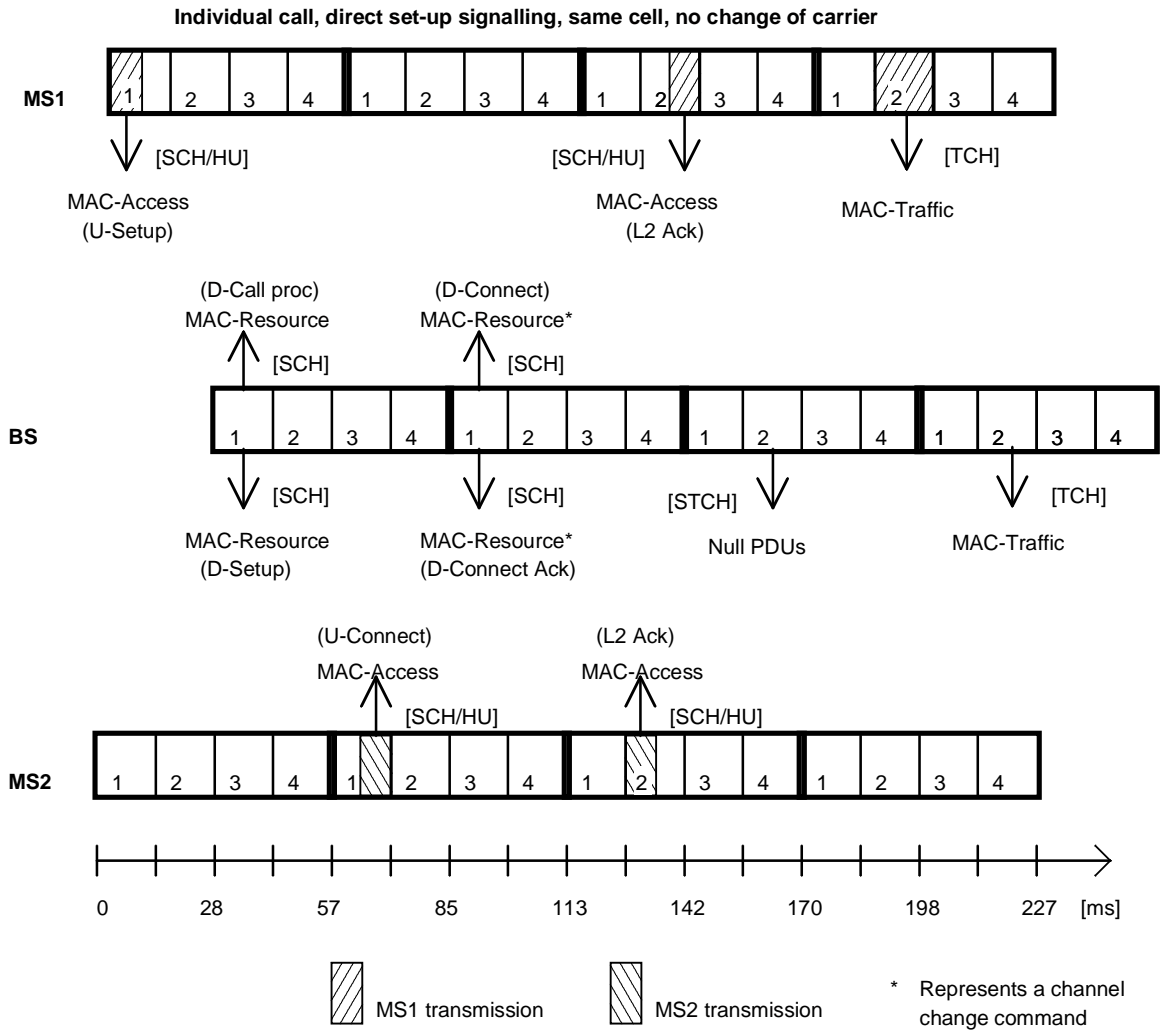 Individual call, direct set-up signalling, same cell, no change of carrier
MS1
1 2 3 4 1 2 3 4 1 2 3 4 1 2 3 4
[SCH/HU] [SCH/HU] [TCH]
MAC-Access MAC-Access MAC-Traffic
(U-Setup) (L2 Ack)
(D-Call proc) (D-Connect)
MAC-Resource MAC-Resource*
[SCH] [SCH]
BS
1 2 3 4 1 2 3 4 1 2 3 4 1 2 3 4
[SCH] [SCH] [STCH] [TCH]
MAC-Resource MAC-Resource* Null PDUs MAC-Traffic
(D-Setup) (D-Connect Ack)
(U-Connect) (L2 Ack)
MAC-Access MAC-Access
[SCH/HU] [SCH/HU]
MS2
1 2 3 4 1 2 3 4 1 2 3 4 1 2 3 4
0 28 57 85 113 142 170 198 227 [ms]
MS1 transmission MS2 transmission * Represents a channel
change command